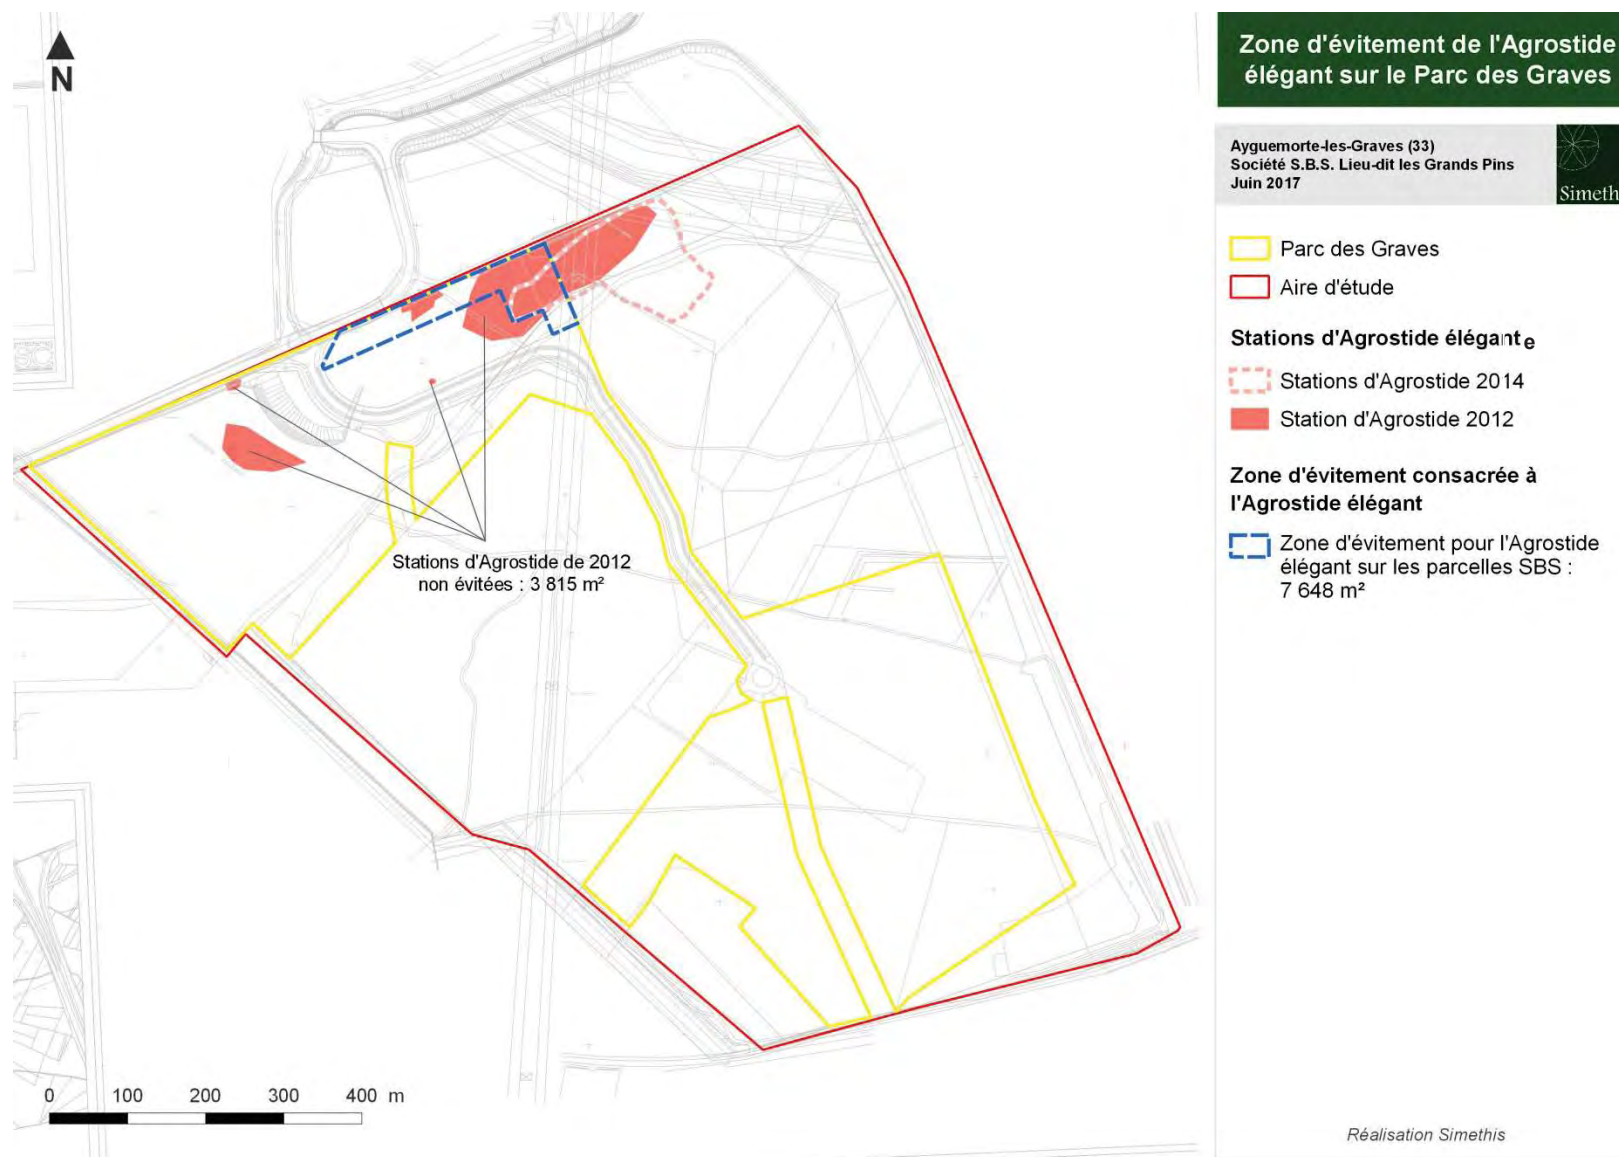 N
Zone d'évitement de l'Agrostide
élégant sur le Parc des Graves
Ayguemorte-les-Graves (33)
Société S.B.S. Lieu-dit les Grands Pins
Juin 2017
Simeth
Parc des Graves
Aire d'étude
Stations d'Agrostide élégante
Stations d'Agrostide 2014
Station d'Agrostide 2012
Zone d'évitement consacrée à
l'Agrostide élégant
Zone d'évitement pour l'Agrostide
élégant sur les parcelles SBS :
7 648 m²
Stations d'Agrostide de 2012
non évitées : 3 815 m²
0 100 200 300 400 m
Réalisation Simethis